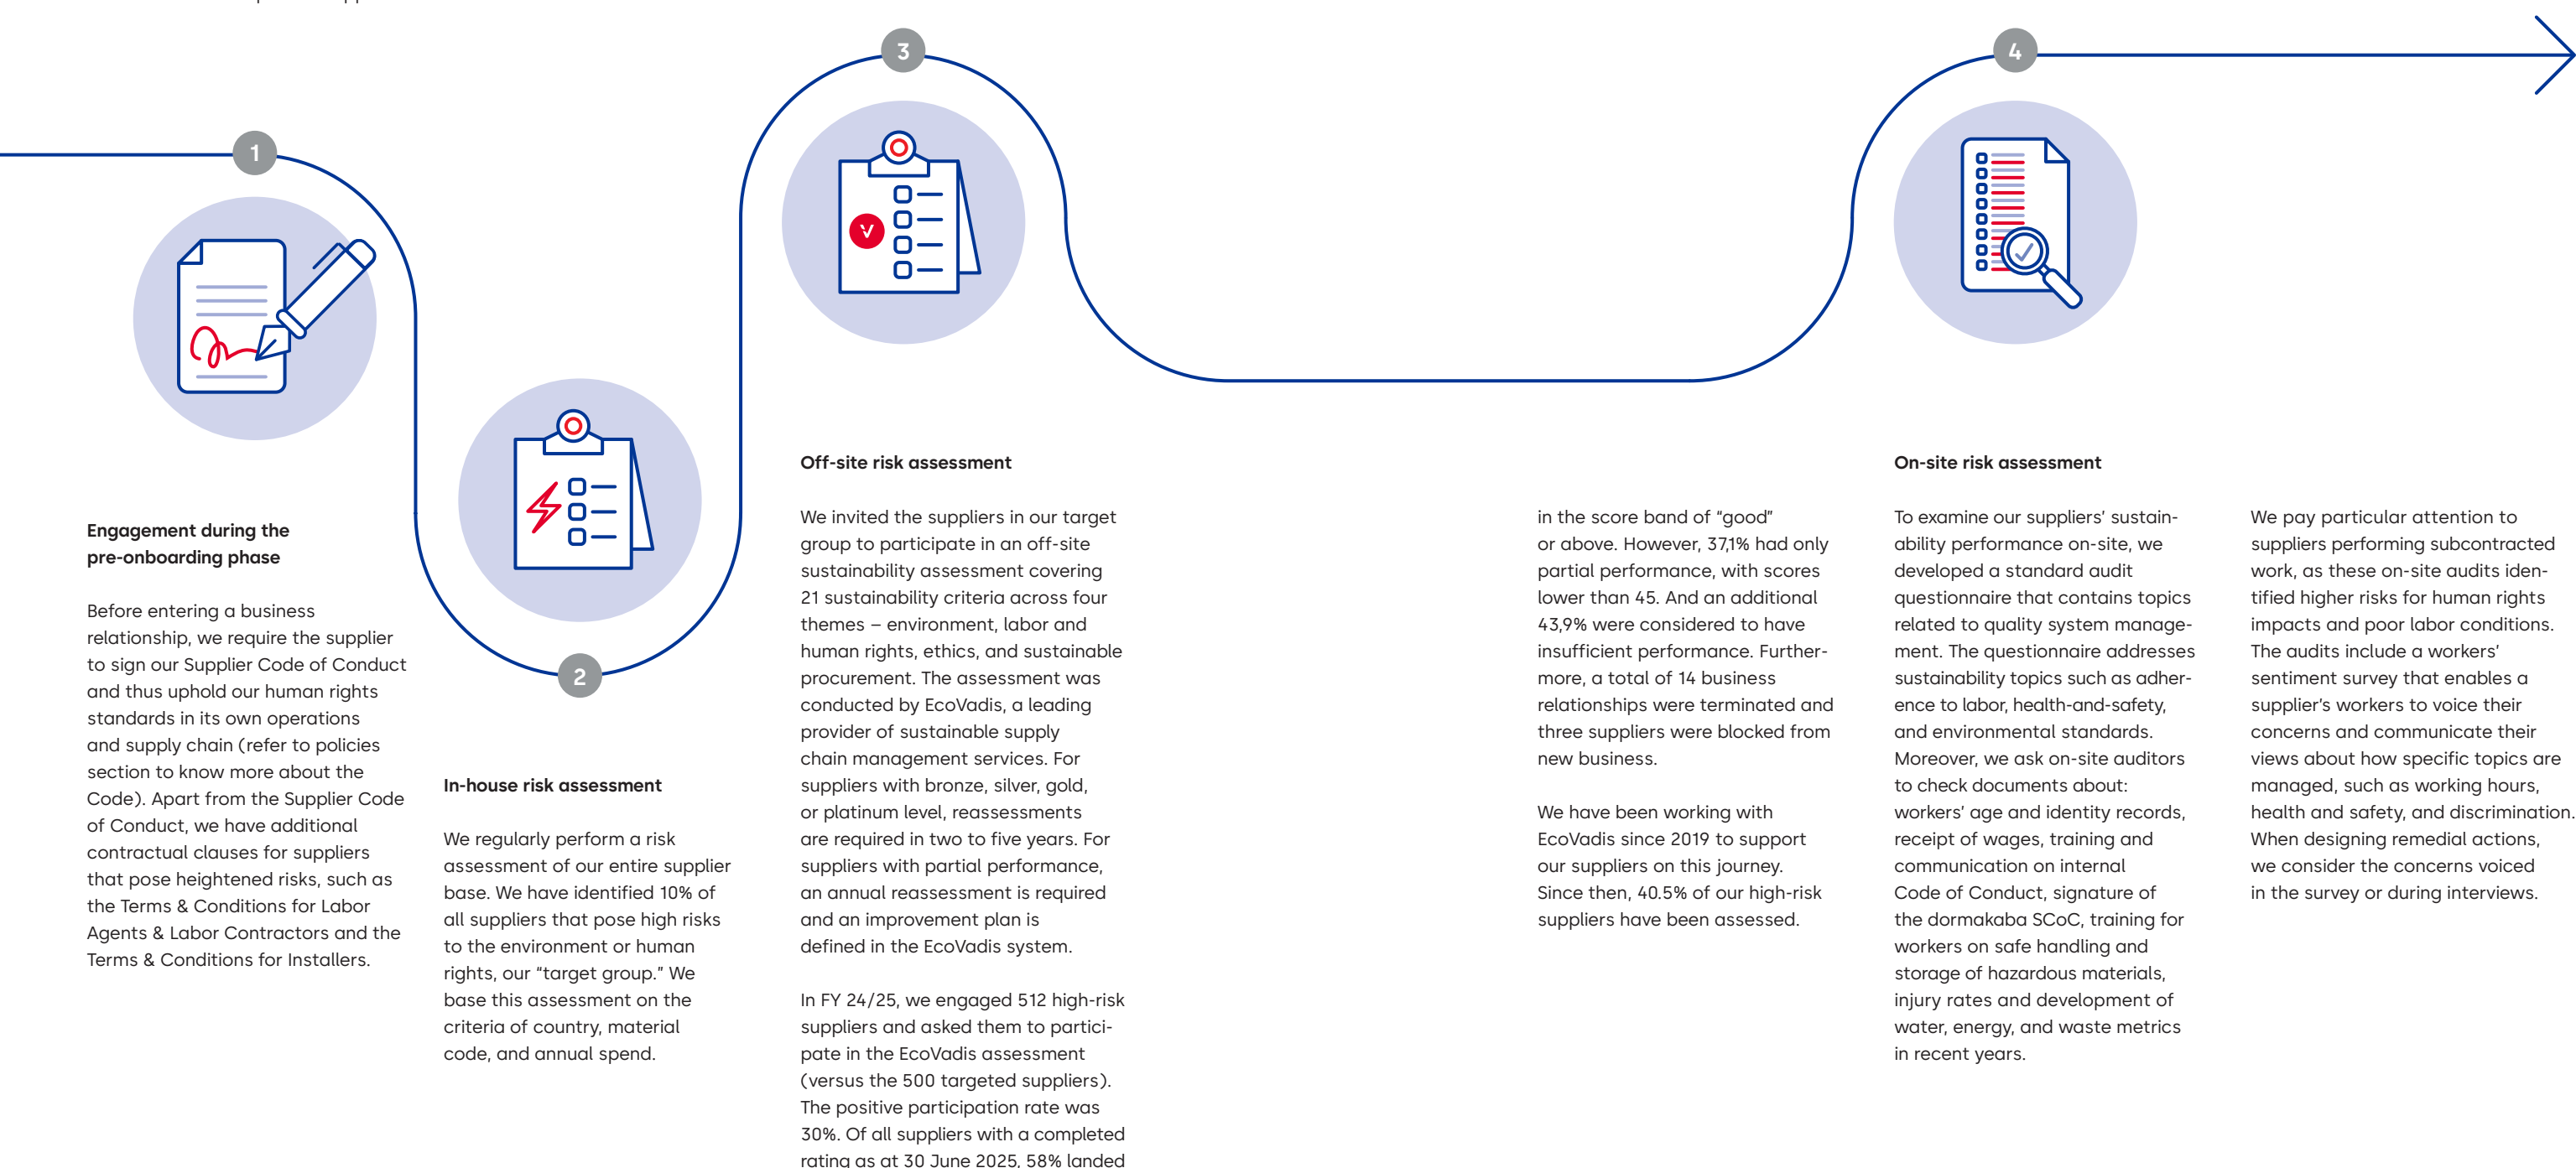 1
Engagement during the
pre-onboarding phase
Before entering a business
relationship, we require the supplier
to sign our Supplier Code of Conduct
and thus uphold our human rights
standards in its own operations
and supply chain (refer to policies
section to know more about the
Code). Apart from the Supplier Code
of Conduct, we have additional
contractual clauses for suppliers
that pose heightened risks, such as
the Terms & Conditions for Labor
Agents & Labor Contractors and the
Terms & Conditions for Installers.
2
In-house risk assessment
We regularly perform a risk
assessment of our entire supplier
base. We have identified 10% of
all suppliers that pose high risks
to the environment or human
rights, our “target group.” We
base this assessment on the
criteria of country, material
code, and annual spend.
3
Off-site risk assessment
We invited the suppliers in our target
group to participate in an off-site
sustainability assessment covering
21 sustainability criteria across four
themes – environment, labor and
human rights, ethics, and sustainable
procurement. The assessment was
conducted by EcoVadis, a leading
provider of sustainable supply
chain management services. For
suppliers with bronze, silver, gold,
or platinum level, reassessments
are required in two to five years. For
suppliers with partial performance,
an annual reassessment is required
and an improvement plan is
defined in the EcoVadis system.
In FY 24/25, we engaged 512 high-risk
suppliers and asked them to partici-
pate in the EcoVadis assessment
(versus the 500 targeted suppliers).
The positive participation rate was
30%. Of all suppliers with a completed
rating as at 30 June 2025, 58% landed
in the score band of “good”
or above. However, 37,1% had only
partial performance, with scores
lower than 45. And an additional
43,9% were considered to have
insufficient performance. Further-
more, a total of 14 business
relationships were terminated and
three suppliers were blocked from
new business.
We have been working with
EcoVadis since 2019 to support
our suppliers on this journey.
Since then, 40.5% of our high-risk
suppliers have been assessed.
4
On-site risk assessment
To examine our suppliers’ sustain-
ability performance on-site, we
developed a standard audit
questionnaire that contains topics
related to quality system manage-
ment. The questionnaire addresses
sustainability topics such as adher-
ence to labor, health-and-safety,
and environmental standards.
Moreover, we ask on-site auditors
to check documents about:
workers’ age and identity records,
receipt of wages, training and
communication on internal
Code of Conduct, signature of
the dormakaba SCoC, training for
workers on safe handling and
storage of hazardous materials,
injury rates and development of
water, energy, and waste metrics
in recent years.
We pay particular attention to
suppliers performing subcontracted
work, as these on-site audits iden-
tified higher risks for human rights
impacts and poor labor conditions.
The audits include a workers’
sentiment survey that enables a
supplier’s workers to voice their
concerns and communicate their
views about how specific topics are
managed, such as working hours,
health and safety, and discrimination.
When designing remedial actions,
we consider the concerns voiced
in the survey or during interviews.